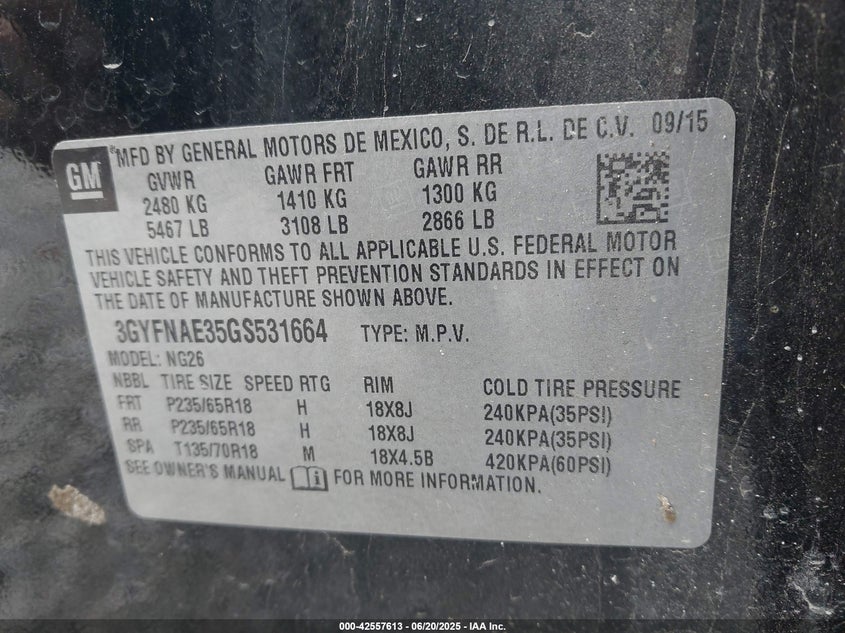 ®MFD BY GENERAL MOTORS DE MEXICO, S. DE R.L. DE C.V. 09/15
GM
GVWR GAWR FRT GAWR RR
2480 KG 1410 KG 1300 KG
5467 LB 3108 LB 2866 LB
THIS VEHICLE CONFORMS TO ALL APPLICABLE U.S. FEDERAL MOTOR
VEHICLE SAFETY AND THEFT PREVENTION STANDARDS IN EFFECT ON
THE DATE OF MANUFACTURE SHOWN ABOVE.
3GYFNAE35GS531664 TYPE: M.P.V.
MODEL: NG26
NBBL TIRE SIZE SPEED RTG RIM COLD TIRE PRESSURE
FRT P235/65R18 H 18X8J 240KPA(35PSI)
RR P235/65R18 H 18X8J 240KPA(35PSI)
SPA T135/70R18 M 18X4.5B 420KPA(60PSI)
SEE OWNER'S MANUAL i FOR MORE INFORMATION.
000-42557613 - 06/20/2025 - IAA Inc.